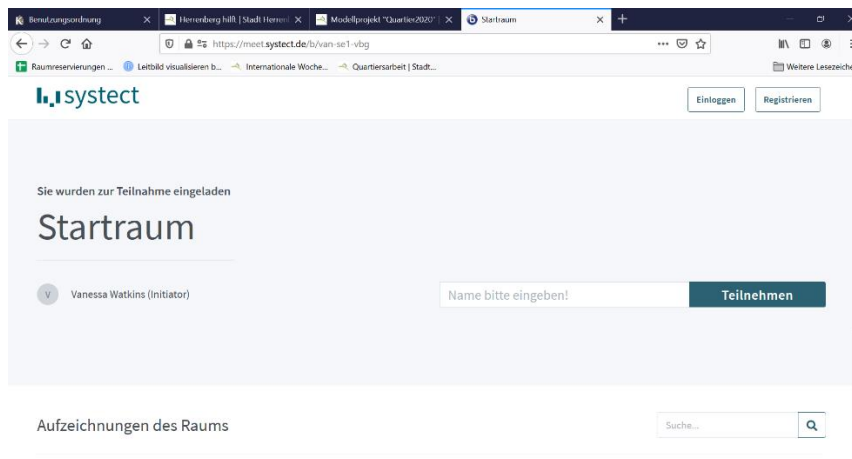 Benutzungsordnung
Herrenberg hilft | Stadt Herren
Modellprojekt "Quartier2020" |
Startraum
https://meet.systect.de/b/van-se1-vbg
Raumreservierungen ...
Leitbild visualisieren b...
Internationale Woche...
Quartiersarbeit | Stadt...
Weitere Lesezeiche
systect
Einloggen
Registrieren
Sie wurden zur Teilnahme eingeladen
Startraum
V
Vanessa Watkins (Initiator)
Name bitte eingeben!
Teilnehmen
Aufzeichnungen des Raums
Suche...